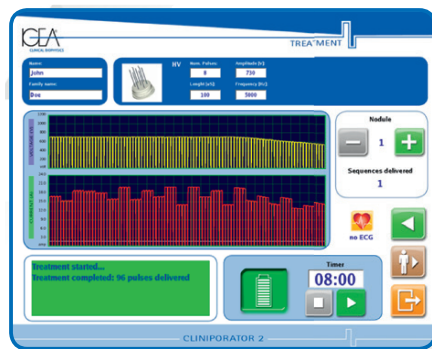 IGEA
CLINICAL BIOPHYSICS
TREATMENT
Name:
John
Family name:
Doe
HV
Num. Pulses:
8
Amplitude [V]
730
Lenght [uS]:
100
Frequency [Hz]:
5000
Nodule
1
Sequences delivered
1
no ECG
Treatment started...
Treatment completed: 96 pulses delivered
Timer
08:00
CLINIPORATOR 2